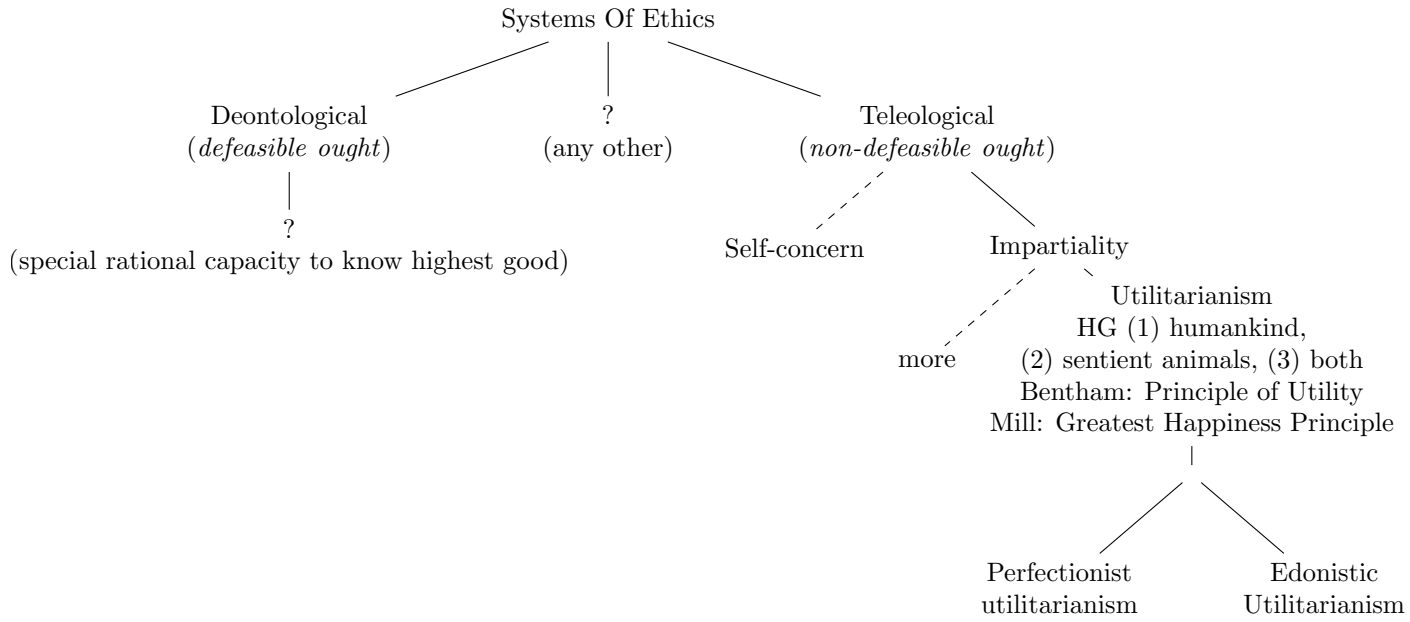 Systems Of Ethics
Deontological
(defeasible ought)
?
(any other)
Teleological
(non-defeasible ought)
?
(special rational capacity to know highest good)
Self-concern
Impartiality
more
Utilitarianism
HG (1) humankind,
(2) sentient animals, (3) both
Bentham: Principle of Utility
Mill: Greatest Happiness Principle
Perfectionist
utilitarianism
Edonistic
Utilitarianism